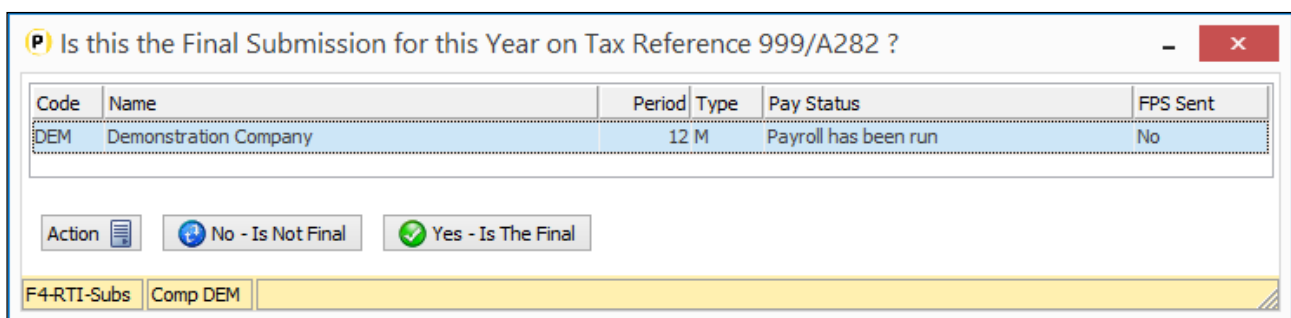 P Is this the Final Submission for this Year on Tax Reference 999/A282 ?
Code Name Period Type Pay Status FPS Sent
DEM Demonstration Company 12 M Payroll has been run No
Action No - Is Not Final Yes - Is The Final
F4-RTI-Subs Comp DEM